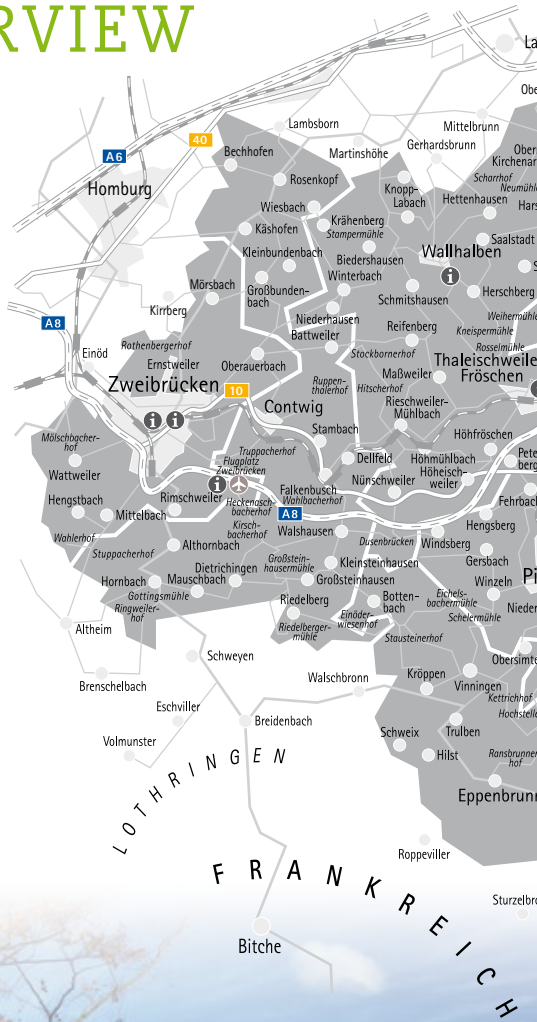 RVIEW
La
Obe
Lambsborn
Mittelbrunn
40
A6
Bechhofen
Martinshöhe
Gerhardsbrunn
Ober
Kirchenar
Homburg
Rosenkopf
Knopp-
Labach
Scharrhof
Neumühle
Hettenhausen
Hars
Wiesbach
Krähenberg
Stampermühle
Käshofen
Saalstadt
Kleinbundenbach
Biedershausen
Wallhalben
S
Winterbach
Mörsbach
Großbunden-
bach
Schmitshausen
Herschberg
Kirrberg
Niederhausen
Weihermühle
A8
Battweiler
Reifenberg
Kneispermühle
Rothenbergerhof
Stockbornerhof
Rosselmühle
Einöd
Ernstweiler
Oberauerbach
Thaleischweile
Fröschen
Zweibrücken
Maßweiler
Ruppen-
thalerhof
Hitscherhof
10
Contwig
Rieschweiler-
Mühlbach
Stambach
Höhfröschen
Mölschbacher-
hof
Truppacherhof
Dellfeld
Höhmühlbach
Pete
berg
Flugplatz
Zweibrücken
Höheisch-
weiler
Wattweiler
Nünschweiler
Rimschweiler
Falkenbusch
Hengstbach
Heckenasch-
bacherhof
Wahlbacherhof
Fehrbach
Mittelbach
A8
Hengsberg
Kirsch-
bacherhof
Walshausen
Wahlerhof
Dusenbrücken
Windsberg
Althornbach
Stuppacherhof
Großstein-
hausermühle
Gersbach
Kleinsteinhausen
Dietrichingen
Pi
Hornbach
Mauschbach
Großsteinhausen
Winzeln
Gottingsmühle
Eichels-
bachermühle
Ringweiler-
hof
Riedelberg
Botten-
bach
Nieder
Einöder-
wiesenhof
Schelermühle
Altheim
Riedelberger-
mühle
Stausteinerhof
Schweyen
Obersimte
Walschbronn
Kröppen
Brenschelbach
Vinningen
Kettrichhof
Eschviller
Hochstelle
Breidenbach
Trulben
Volmunster
Schweix
Hilst
Ransbrunner
hof
LOTHRINGEN
Eppenbrunn
Roppeviller
FRANKREICH
Sturzelbro
Bitche